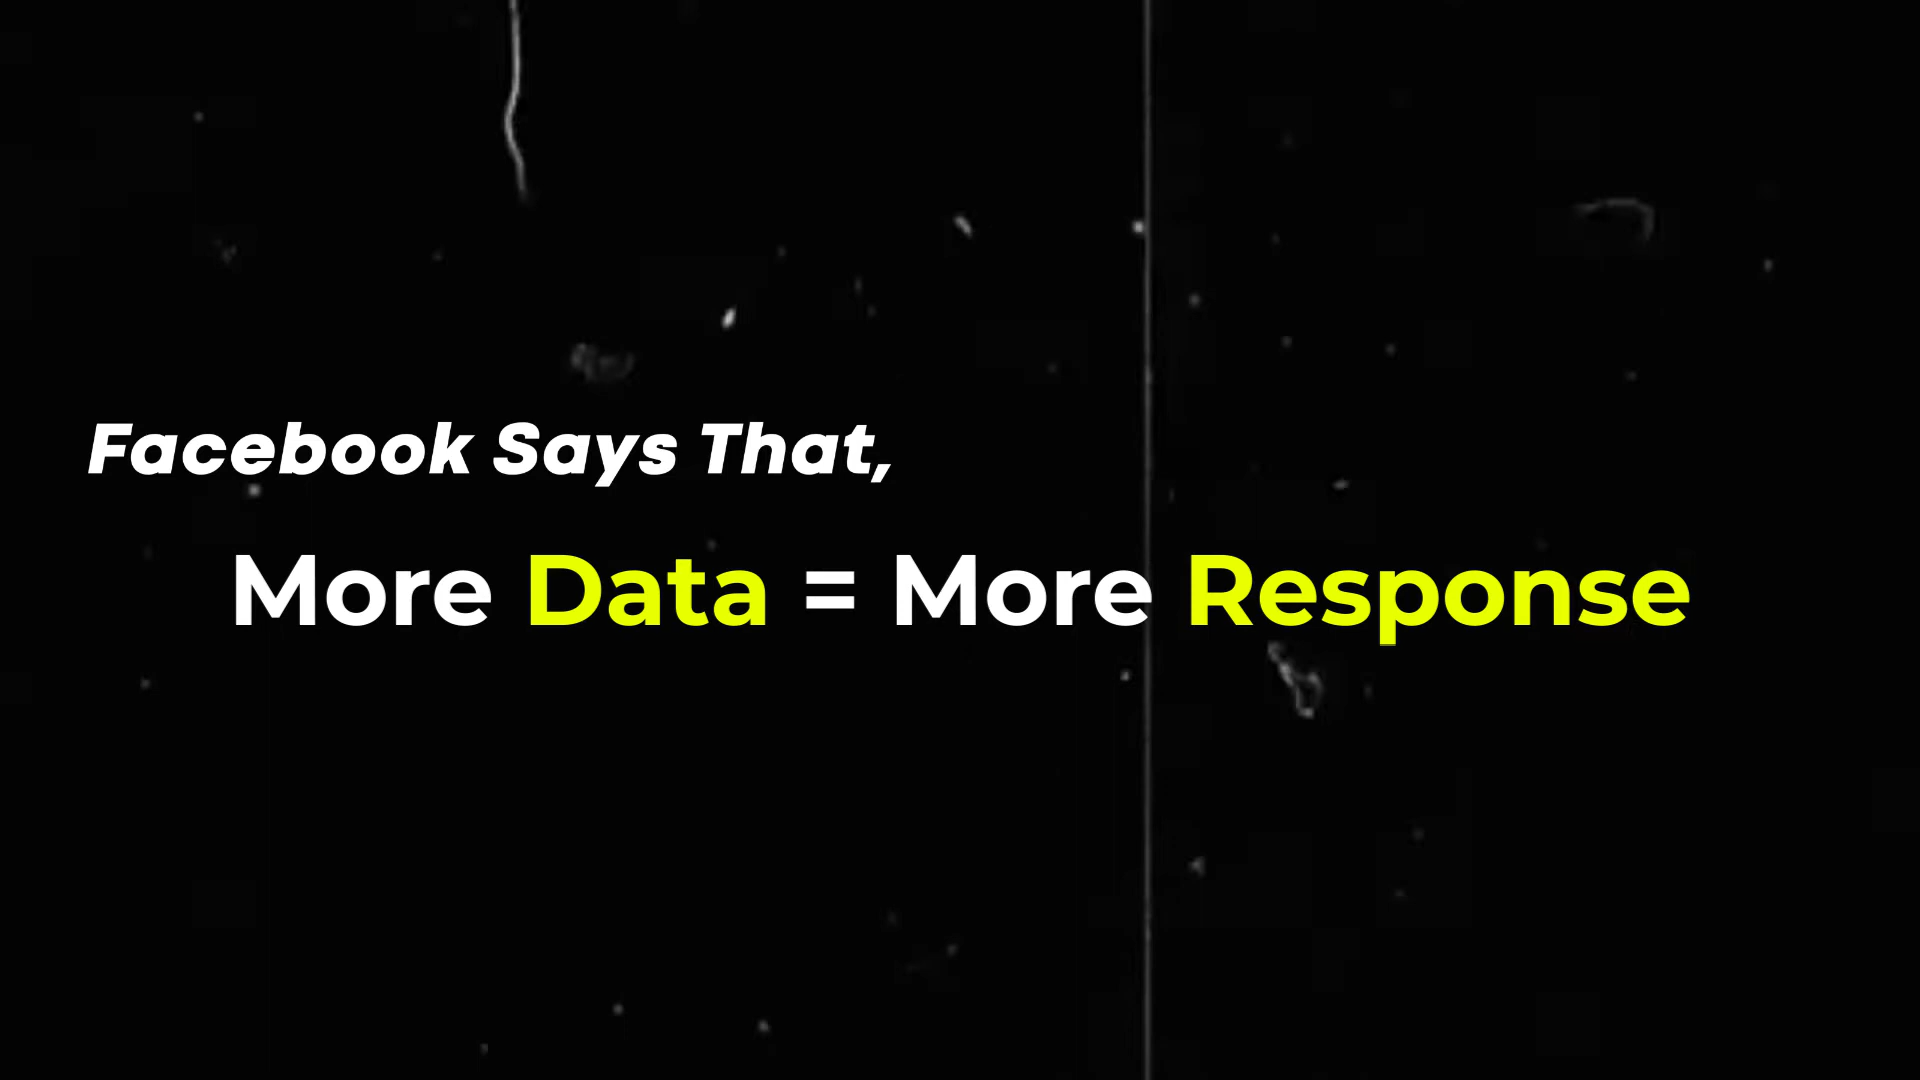 Facebook Says That,
More Data = More Response